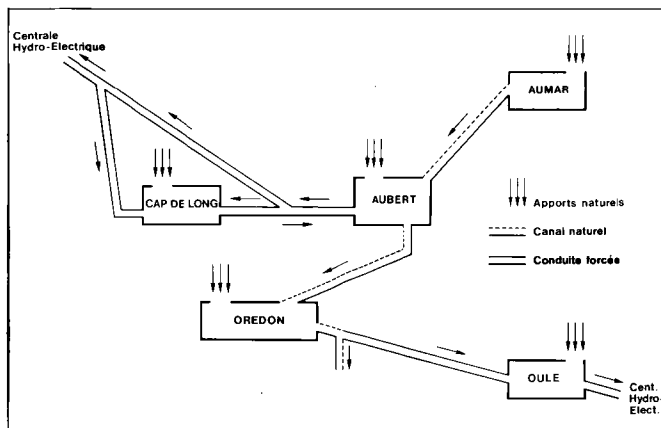 Centrale
Hydro-Electrique
AUMAR
CAP DE LONG
AUBERT
Apports naturels
Canal naturel
Conduite forcée
OREDON
OULE
Cent.
Hydro-
Elect.